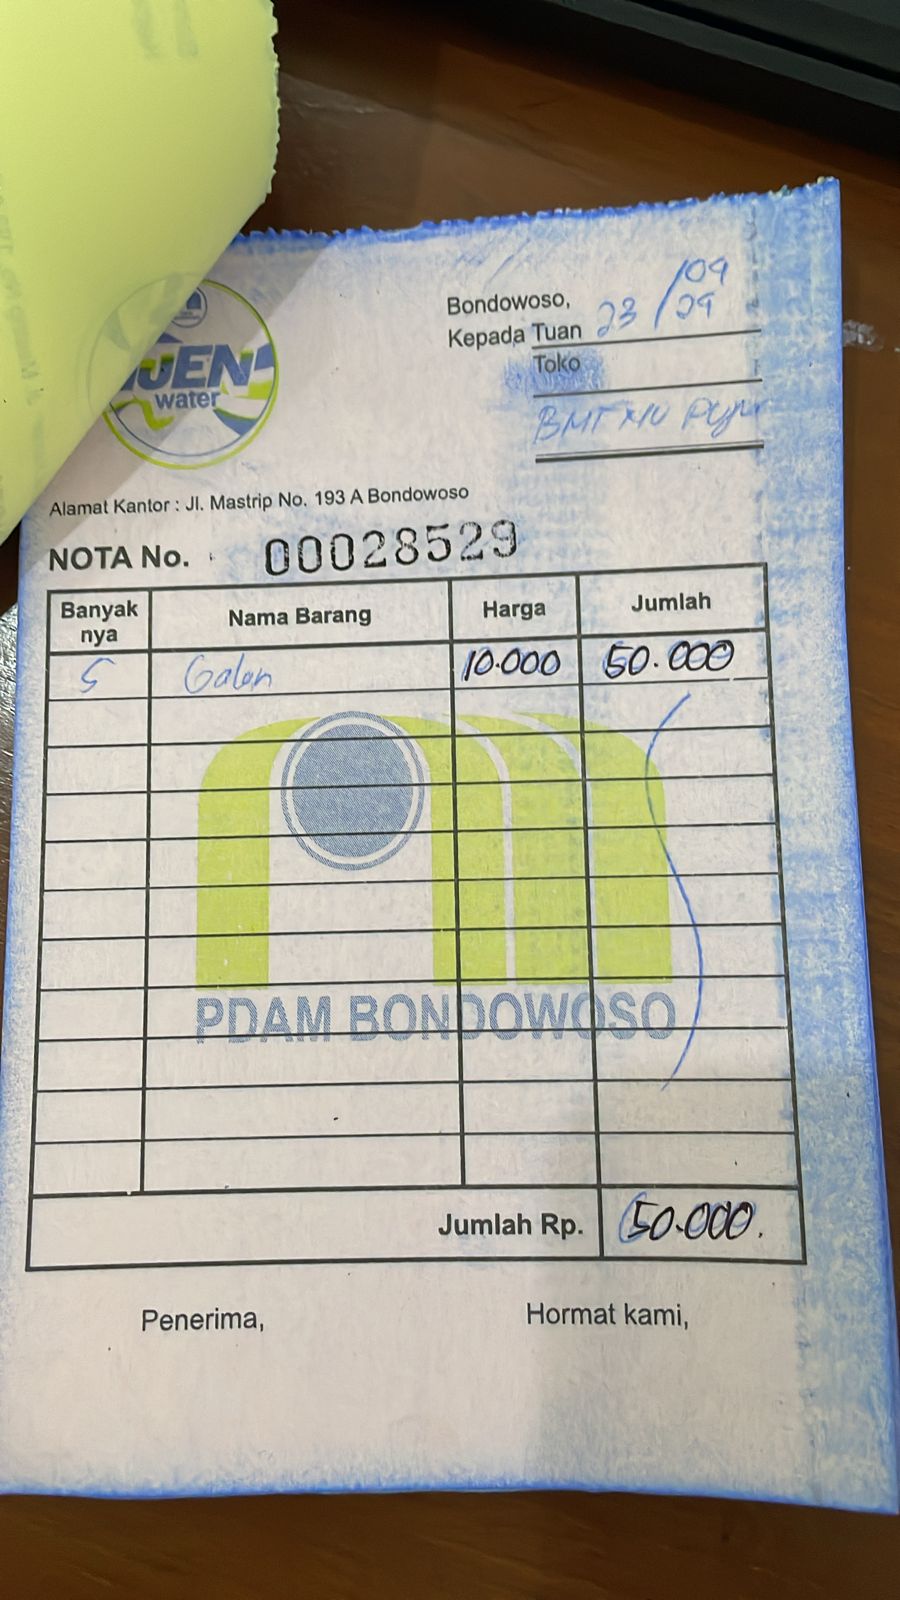 IJEN
water
Bondowoso, 23/09
Kepada Tuan 24
Toko
BMT NU
Alamat Kantor : Jl. Mastrip No. 193 A Bondowoso
NOTA No. 00028529
Banyak nya Nama Barang Harga Jumlah
5 Galon 10.000 50.000
PDAM BONDOWOSO
Jumlah Rp. 50.000.
Penerima, Hormat kami,